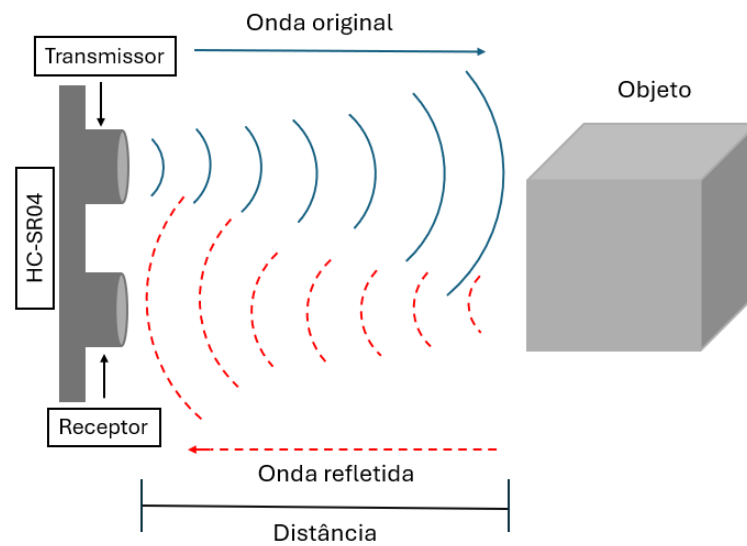 Onda original
Transmissor
Objeto
HC-SR04
Receptor
Onda refletida
Distância